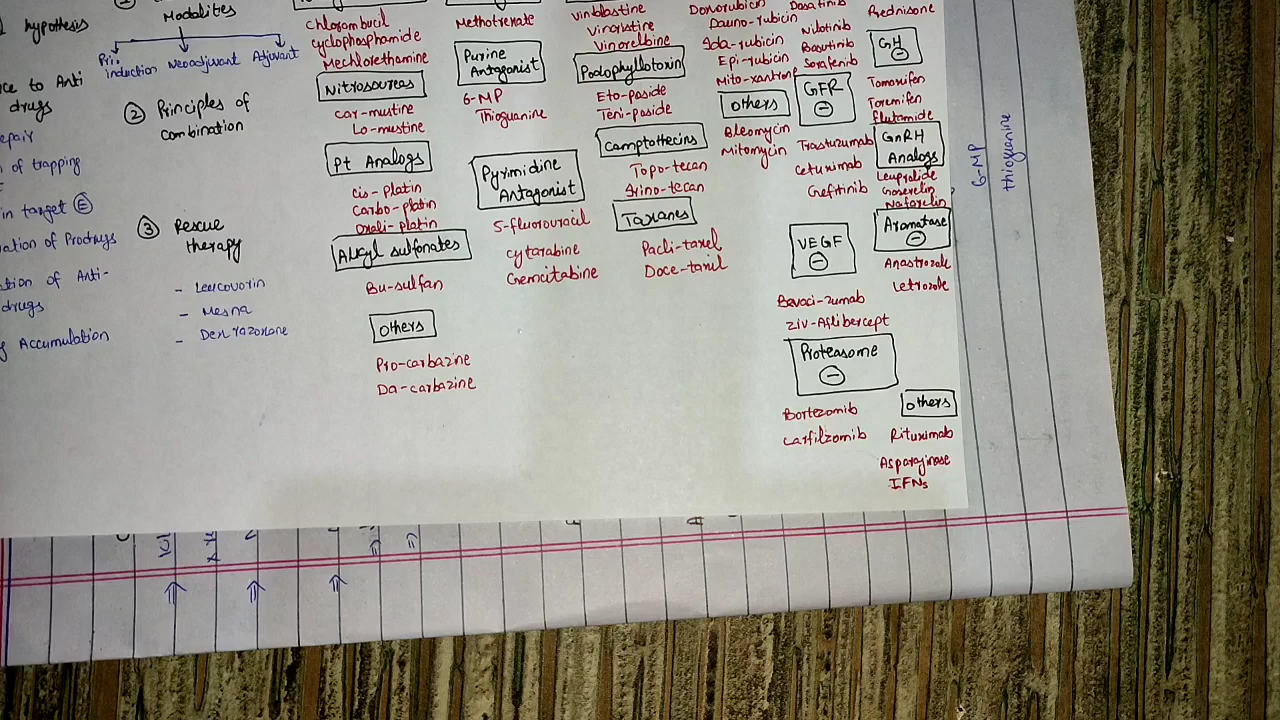 hypothesis
Modalites
Pri. induction
Neoadjuvant
Adjuvant
ce to Anti
drugs
epair
of trapping
in target Ⓔ
ation of Prodrugs
tion of Anti-
drugs
Accumulation
② Principles of
combination
③ Rescue
therapy
- Leucovorin
- Mesna
- Dexrazoxane
Chlorambucil
cyclophosphamide
Mechlorethamine
Nitrosoureas
car-mustine
Lo-mustine
Pt Analogs
cis-platin
Carbo-platin
Oxali-platin
Alkyl sulfonates
Bu-sulfan
Others
Pro-carbazine
Da-carbazine
Methotrexate
Purine
Antagonist
6-MP
Thioguanine
Pyrimidine
Antagonist
5-fluorouracil
cytarabine
Gemcitabine
Vinblastine
Vincristine
Vinorelbine
Podophyllotoxin
Eto-poside
Teni-poside
Camptothecins
Topo-tecan
Irino-tecan
Taxanes
Pacli-taxel
Doce-taxil
Doxorubicin
Dauno-rubicin
Ida-rubicin
Epi-rubicin
Mito-xantrone
Others
Bleomycin
Mitomycin
Dasatinib
Nilotinib
Bosutinib
Sorafenib
GFR
⊖
Trastuzumab
Cetuximab
Gefitinib
VEGF
⊖
Bevaci-zumab
Ziv-Aflibercept
Proteasome
⊖
Bortezomib
Carfilzomib
Prednisone
GH
⊖
Tamoxifen
Toremifen
Flutamide
GnRH
Analogs
Leuprolide
Goserelin
Nafarelin
Aromatase
⊖
Anastrozole
Letrozole
Others
Rituximab
Asparginase
IFNs
6-MP
thioguanine